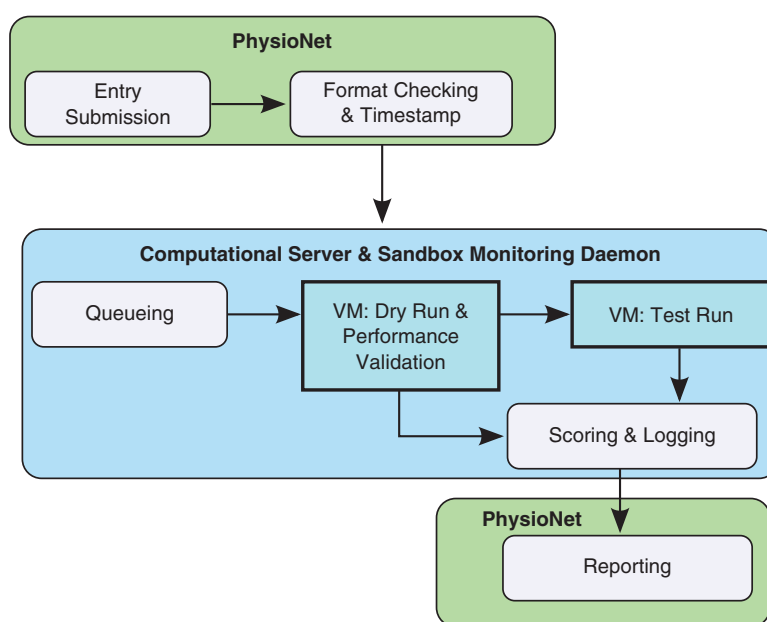 PhysioNet
Entry
Submission
Format Checking
& Timestamp
Computational Server & Sandbox Monitoring Daemon
Queueing
VM: Dry Run &
Performance
Validation
VM: Test Run
Scoring & Logging
PhysioNet
Reporting